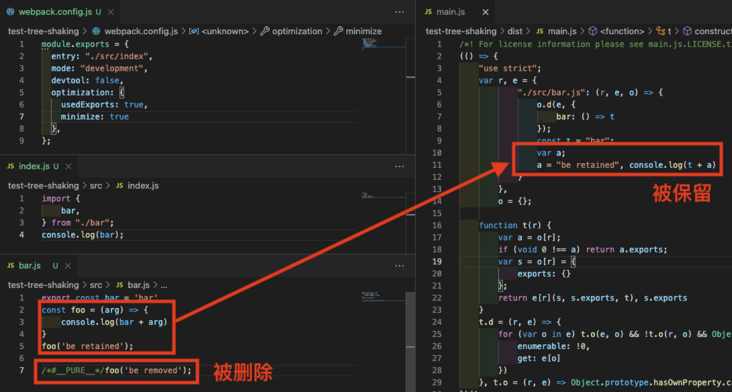 webpack.config.js U ×
test-tree-shaking > webpack.config.js > <unknown> > optimization > minimize
1 module.exports = {
2 entry: "./src/index",
3 mode: "development",
4 devtool: false,
5 optimization: {
6 usedExports: true,
7 minimize: true
8 },
9 };
JS index.js U ×
test-tree-shaking > src > JS index.js
1 import {
2 bar,
3 } from "./bar";
4 console.log(bar);
JS bar.js U ×
test-tree-shaking > src > JS bar.js > ...
1 export const bar = 'bar'
2 const foo = (arg) => {
3 console.log(bar + arg)
4 }
5 foo('be retained');
6
7 /*#__PURE__*/foo('be removed');
被删除
JS main.js ×
test-tree-shaking > dist > JS main.js > <function> > t > construct
1 /*! For license information please see main.js.LICENSE.t
2 (() => {
3 "use strict";
4 var r, e = {
5 "./src/bar.js": (r, e, o) => {
6 o.d(e, {
7 bar: () => t
8 });
9 const t = "bar";
10 var a;
11 a = "be retained", console.log(t + a)
12 }
被保留
13 },
14 o = {};
15
16 function t(r) {
17 var a = o[r];
18 if (void 0 !== a) return a.exports;
19 var s = o[r] = {
20 exports: {}
21 };
22 return e[r](s, s.exports, t), s.exports
23 }
24 t.d = (r, e) => {
25 for (var o in e) t.o(e, o) && !t.o(r, o) && Obje
26 enumerable: !0,
27 get: e[o]
28 })
29 }, t.o = (r, e) => Object.prototype.hasOwnProperty.c